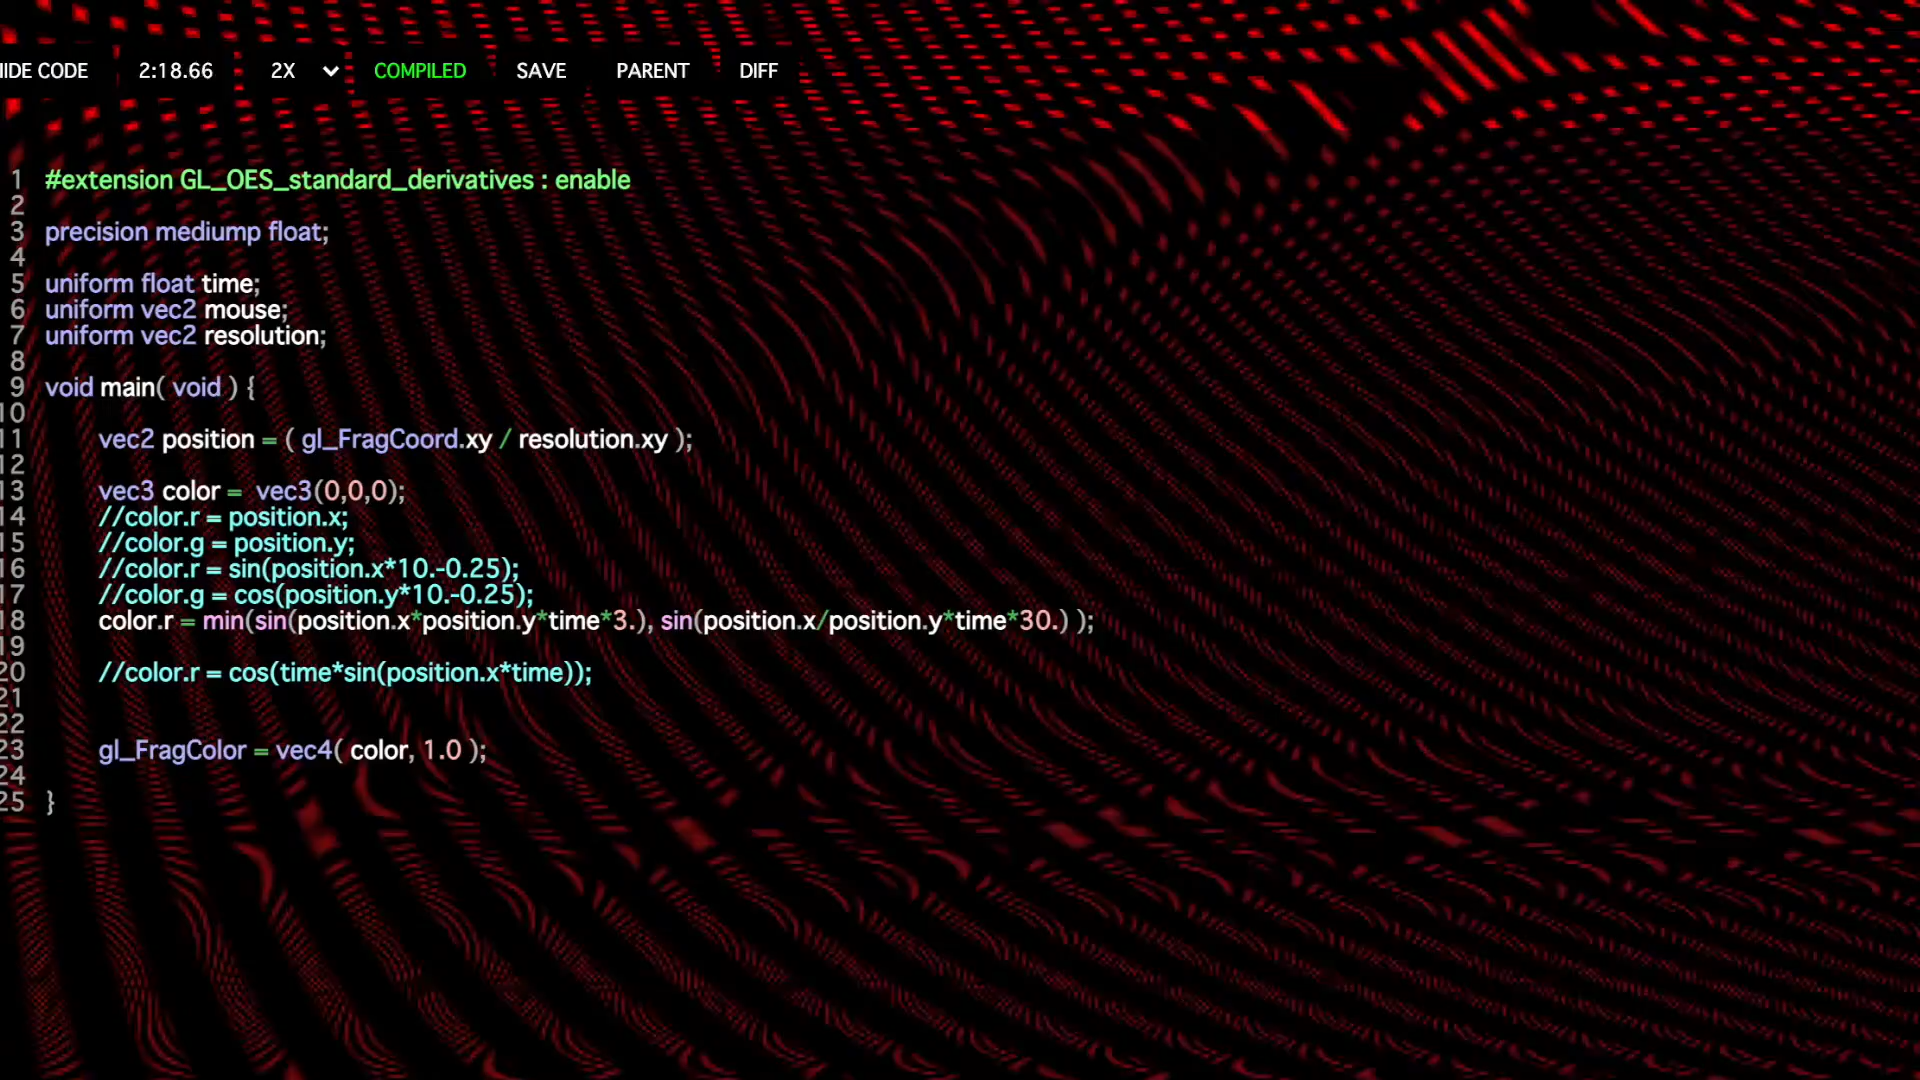 IDE CODE 2:18.66 2X COMPILED SAVE PARENT DIFF
1 #extension GL_OES_standard_derivatives : enable
2
3 precision mediump float;
4
5 uniform float time;
6 uniform vec2 mouse;
7 uniform vec2 resolution;
8
9 void main( void ) {
10
11 vec2 position = ( gl_FragCoord.xy / resolution.xy );
12
13 vec3 color =  vec3(0,0,0);
14 //color.r = position.x;
15 //color.g = position.y;
16 //color.r = sin(position.x*10.-0.25);
17 //color.g = cos(position.y*10.-0.25);
18 color.r = min(sin(position.x*position.y*time*3.), sin(position.x/position.y*time*30.) );
19
20 //color.r = cos(time*sin(position.x*time));
21
22
23 gl_FragColor = vec4( color, 1.0 );
24
25 }